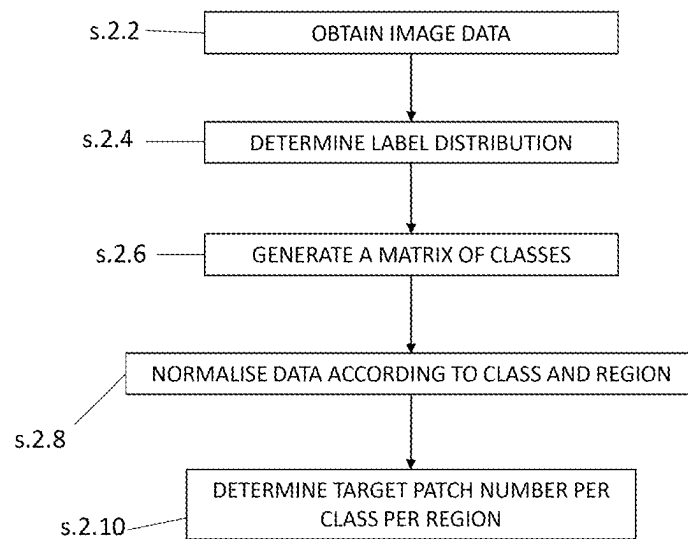 s.2.2
OBTAIN IMAGE DATA
s.2.4
DETERMINE LABEL DISTRIBUTION
s.2.6
GENERATE A MATRIX OF CLASSES
NORMALISE DATA ACCORDING TO CLASS AND REGION
s.2.8
DETERMINE TARGET PATCH NUMBER PER
CLASS PER REGION
s.2.10